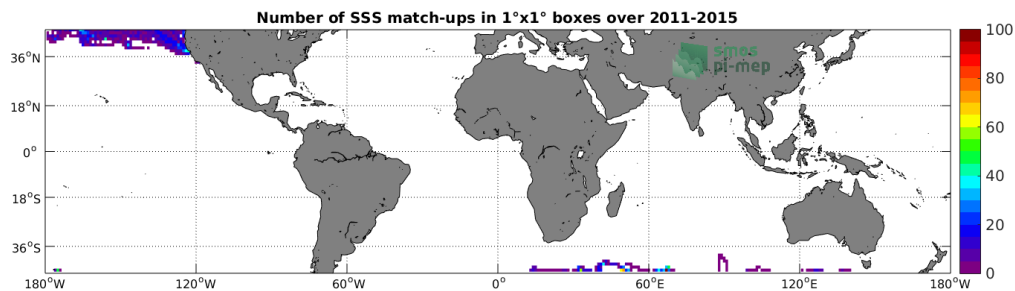 Number of SSS match-ups in 1°x1° boxes over 2011-2015
36°N
18°N
0°
18°S
36°S
180°W
120°W
60°W
0°
60°E
120°E
180°W
100
80
60
40
20
0
smos
pi-mep